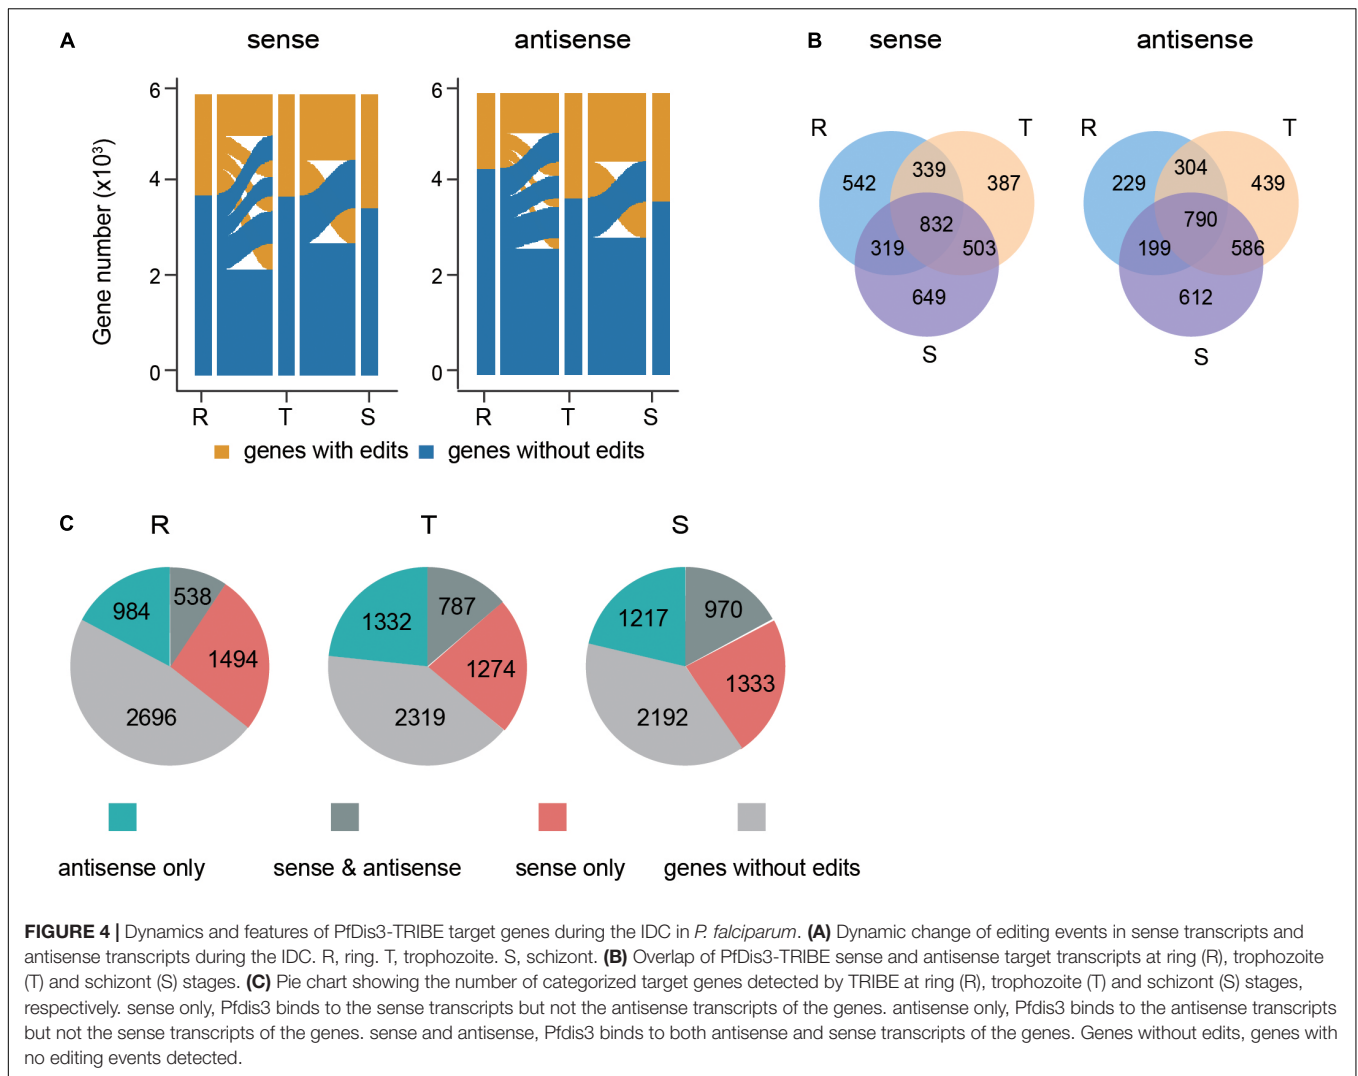 A
sense
antisense
B
sense
antisense
Gene number (x10³)
6
4
2
0
R
T
S
6
4
2
0
R
T
S
genes with edits
genes without edits
R
T
542
339
387
832
319
503
649
S
R
T
229
304
439
790
199
586
612
S
C
R
T
S
984
538
1494
2696
1332
787
1274
2319
1217
970
1333
2192
antisense only
sense & antisense
sense only
genes without edits
FIGURE 4 | Dynamics and features of PfDis3-TRIBE target genes during the IDC in P. falciparum. (A) Dynamic change of editing events in sense transcripts and
antisense transcripts during the IDC. R, ring. T, trophozoite. S, schizont. (B) Overlap of PfDis3-TRIBE sense and antisense target transcripts at ring (R), trophozoite
(T) and schizont (S) stages. (C) Pie chart showing the number of categorized target genes detected by TRIBE at ring (R), trophozoite (T) and schizont (S) stages,
respectively. sense only, Pfdis3 binds to the sense transcripts but not the antisense transcripts of the genes. antisense only, Pfdis3 binds to the antisense transcripts
but not the sense transcripts of the genes. sense and antisense, Pfdis3 binds to both antisense and sense transcripts of the genes. Genes without edits, genes with
no editing events detected.